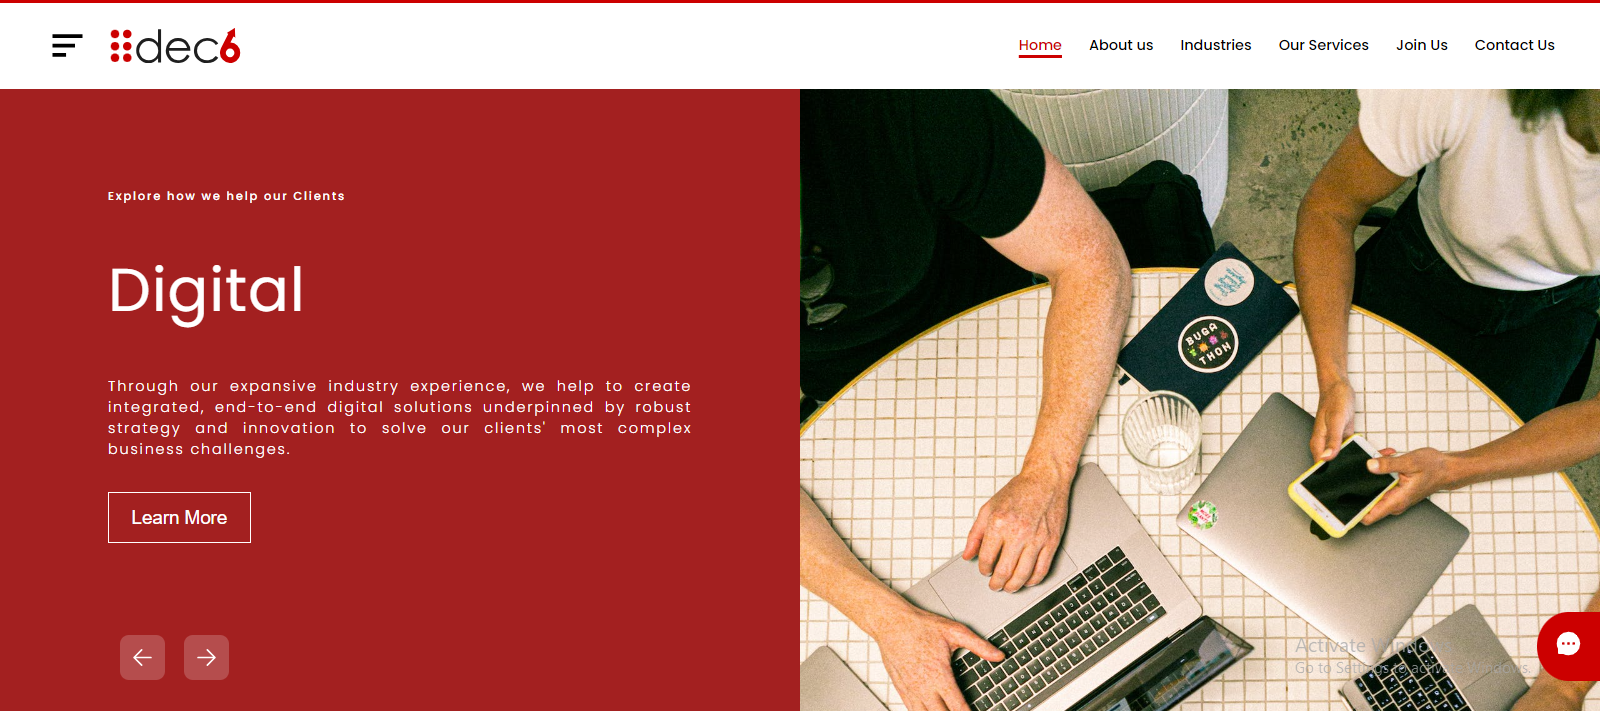 dec6
Home About us Industries Our Services Join Us Contact Us
Explore how we help our Clients
Digital
Through our expansive industry experience, we help to create
integrated, end-to-end digital solutions underpinned by robust
strategy and innovation to solve our clients' most complex
business challenges.
Learn More
BUGA
THON
Activate Windows
Go to Settings to activate Windows.